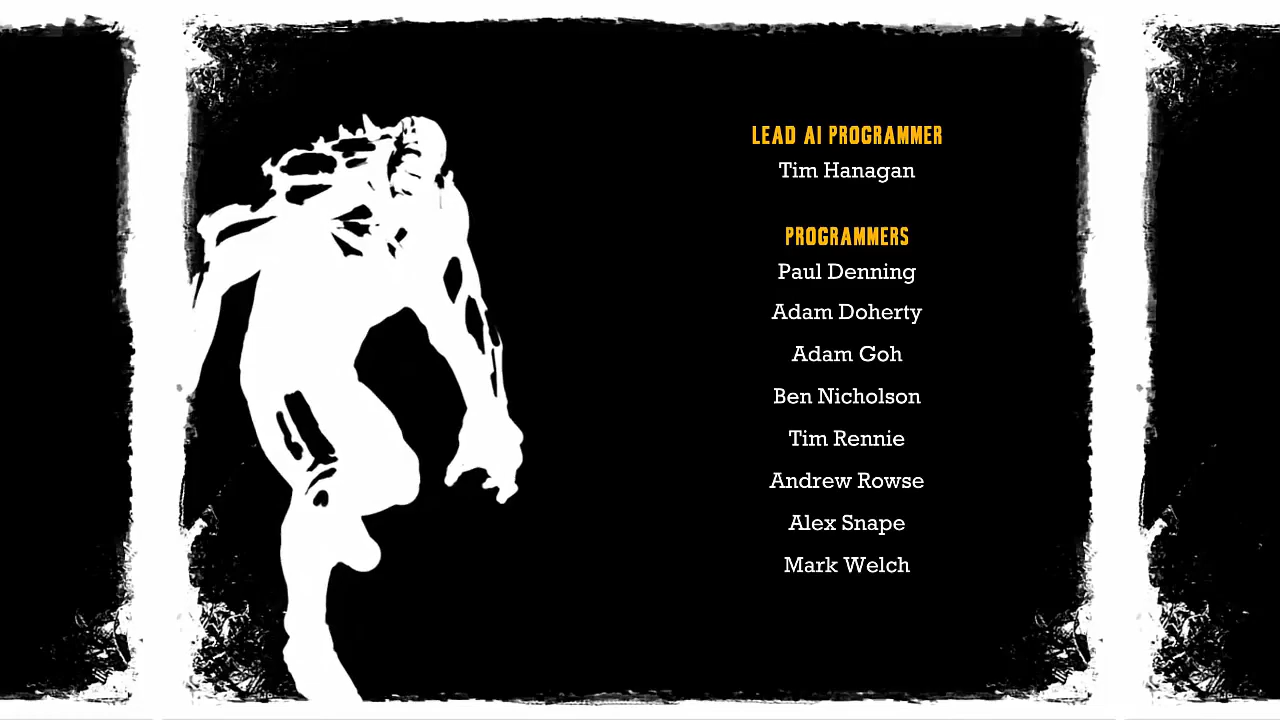 LEAD AI PROGRAMMER
Tim Hanagan
PROGRAMMERS
Paul Denning
Adam Doherty
Adam Goh
Ben Nicholson
Tim Rennie
Andrew Rowse
Alex Snape
Mark Welch